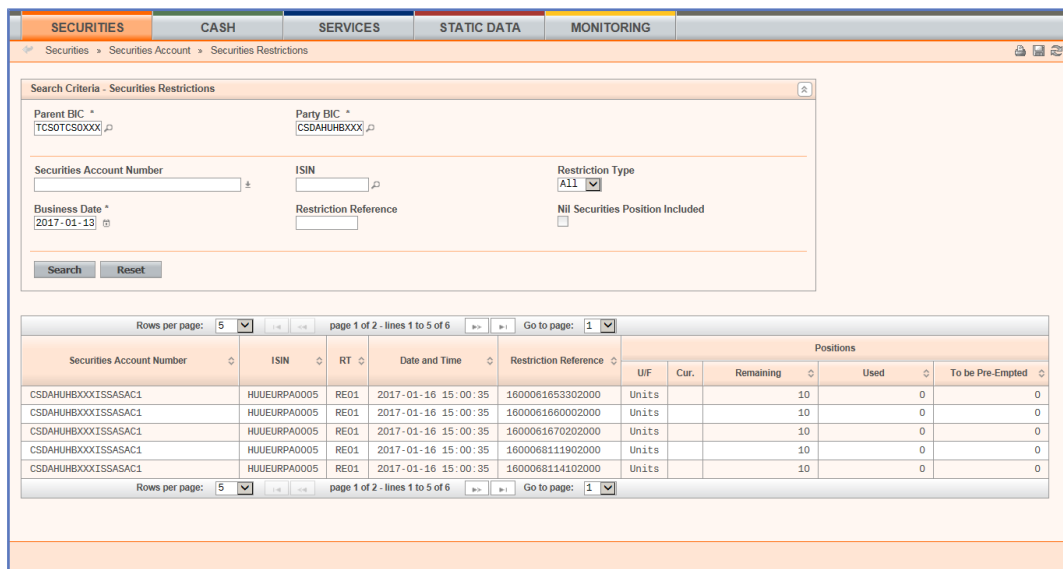 SECURITIES CASH SERVICES STATIC DATA MONITORING
Securities » Securities Account » Securities Restrictions
Search Criteria - Securities Restrictions
Parent BIC * Party BIC *
TCSOTCSOXXX CSDAHUHBXXX
Securities Account Number ISIN Restriction Type
All
Business Date * Restriction Reference Nil Securities Position Included
2017-01-13
Search Reset
Rows per page: 5 page 1 of 2 - lines 1 to 5 of 6 Go to page: 1
Positions
Securities Account Number ISIN RT Date and Time Restriction Reference
U/F Cur. Remaining Used To be Pre-Empted
CSDAHUHBXXXISSASAC1 HUUEURPA0005 RE01 2017-01-16 15:00:35 1600061653302000 Units 10 0 0
CSDAHUHBXXXISSASAC1 HUUEURPA0005 RE01 2017-01-16 15:00:35 1600061660002000 Units 10 0 0
CSDAHUHBXXXISSASAC1 HUUEURPA0005 RE01 2017-01-16 15:00:35 1600061670202000 Units 10 0 0
CSDAHUHBXXXISSASAC1 HUUEURPA0005 RE01 2017-01-16 15:00:35 1600068111902000 Units 10 0 0
CSDAHUHBXXXISSASAC1 HUUEURPA0005 RE01 2017-01-16 15:00:35 1600068114102000 Units 10 0 0
Rows per page: 5 page 1 of 2 - lines 1 to 5 of 6 Go to page: 1